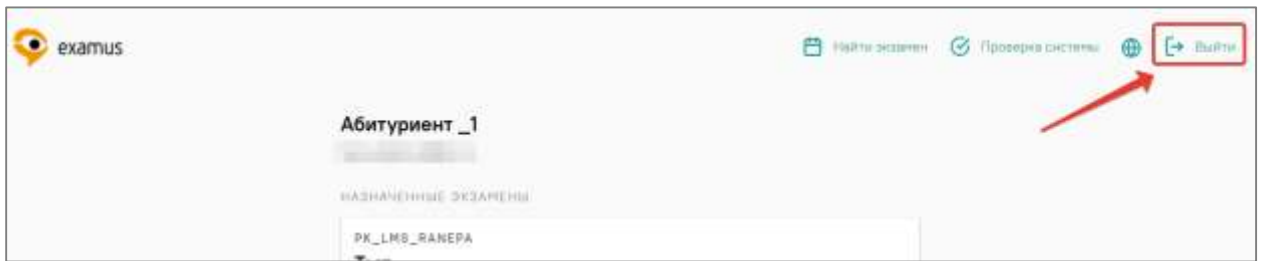 examus
Найти экзамен
Проверка системы
Выйти
Абитуриент _1
НАЗНАЧЕННЫЕ ЭКЗАМЕНЫ
PK_LMS_RANEPA